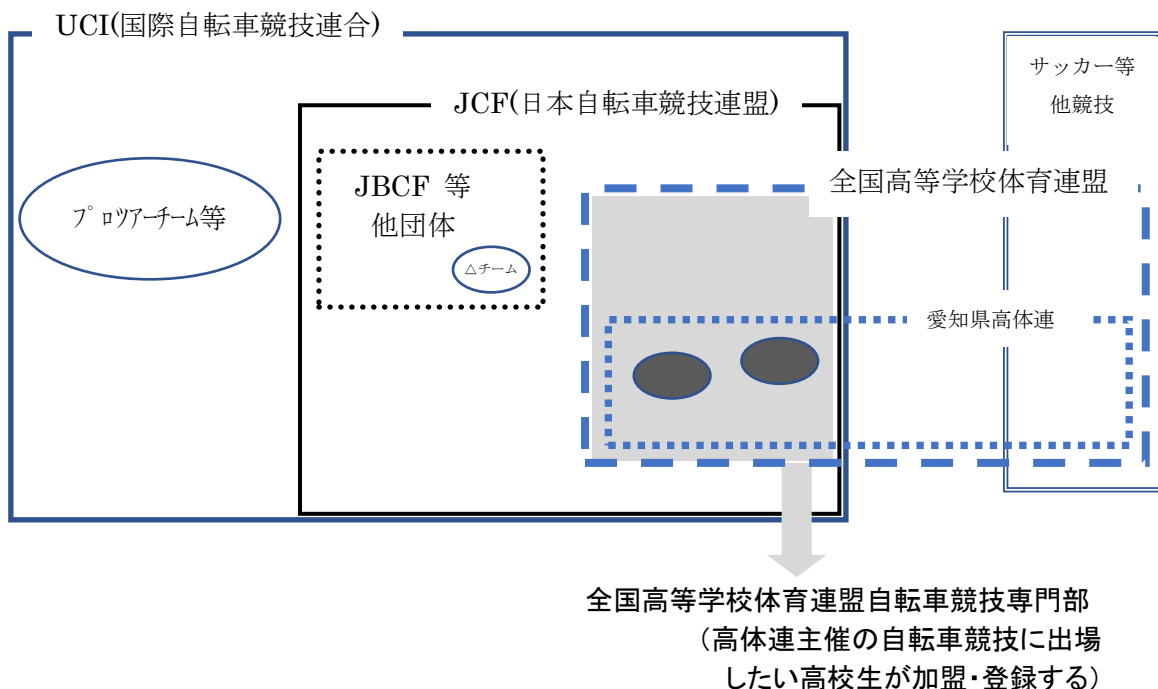 UCI(国際自転車競技連合)
サッカー等
他競技
JCF(日本自転車競技連盟)
JBCF 等
他団体
全国高等学校体育連盟
プロツアーチーム等
△チーム
愛知県高体連
全国高等学校体育連盟自転車競技専門部
（高体連主催の自転車競技に出場
したい高校生が加盟・登録する）